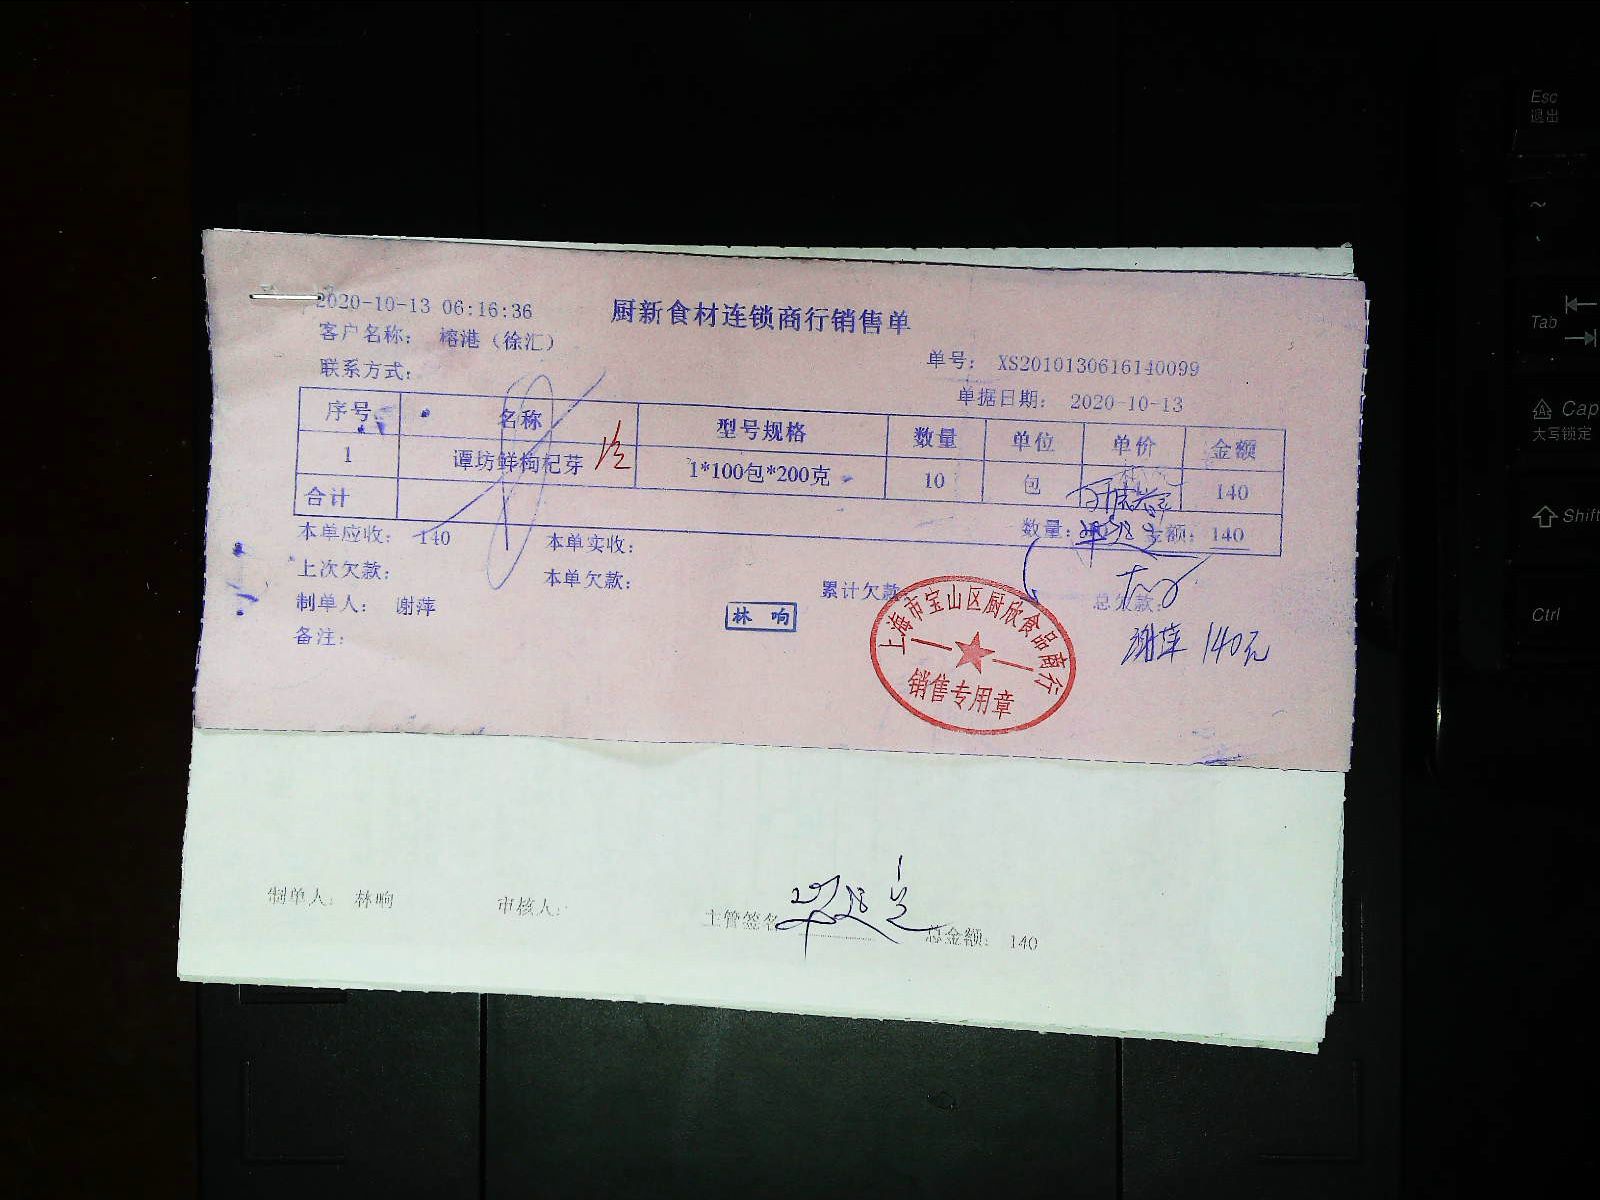 2020-10-13 06:16:36
厨新食材连锁商行销售单
客户名称： 榕港（徐汇）
单号： XS2010130616140099
联系方式：
单据日期： 2020-10-13
序号 名称 型号规格 数量 单位 单价 金额
1 谭坊鲜枸杞芽 1*100包*200克 10 包 140
合计 数量： 金额： 140
本单应收： 140 本单实收：
上次欠款： 本单欠款： 累计欠款 总欠款：
制单人： 谢萍
林响
备注：
谢萍 140元
上海市宝山区厨欣食品商行
销售专用章
制单人： 林响 审核人： 主管签名 总金额： 140
Esc
退出
~
Tab
Cap
大写锁定
Shift
Ctrl